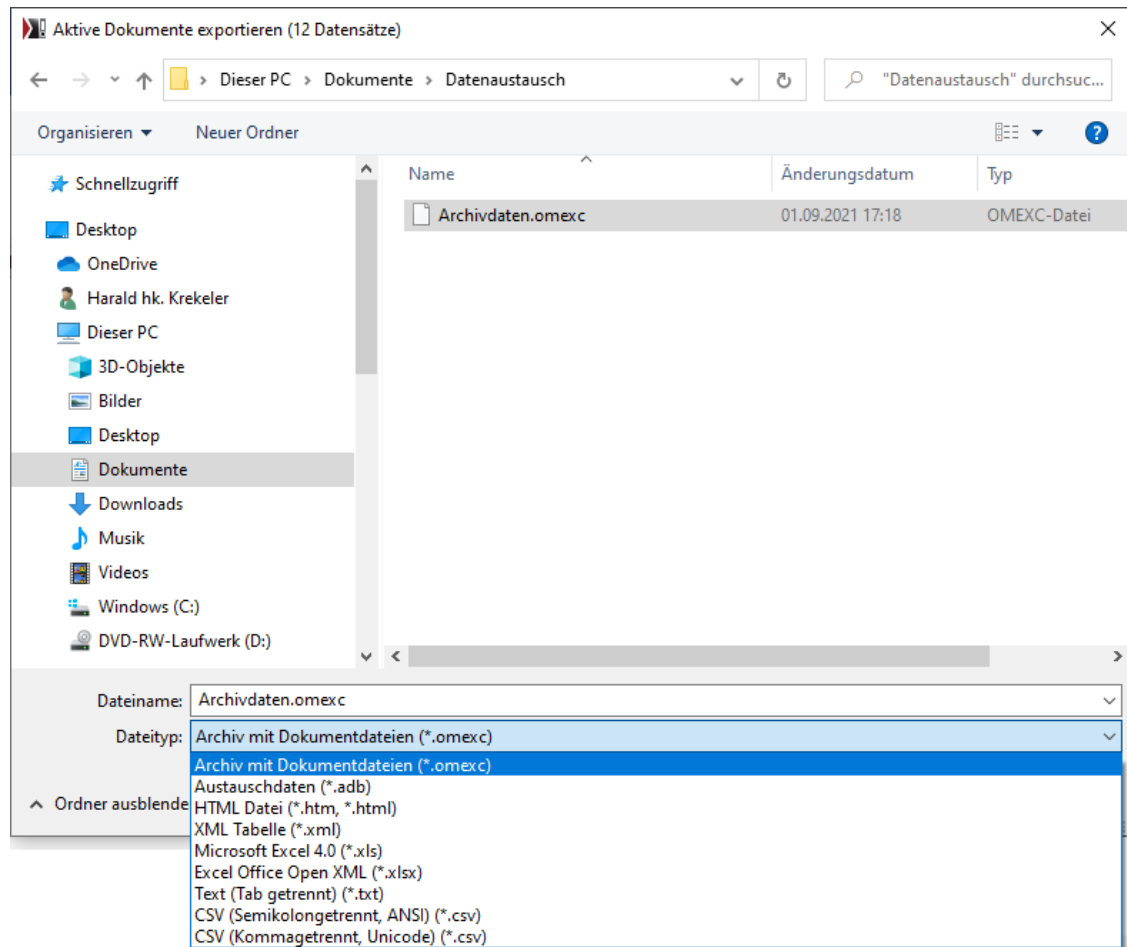 Aktive Dokumente exportieren (12 Datensätze)
Dieser PC > Dokumente > Datenaustausch
"Datenaustausch" durchsuc...
Organisieren
Neuer Ordner
Schnellzugriff
Desktop
OneDrive
Harald hk. Krekeler
Dieser PC
3D-Objekte
Bilder
Desktop
Dokumente
Downloads
Musik
Videos
Windows (C:)
DVD-RW-Laufwerk (D:)
Name Änderungsdatum Typ
Archivdaten.omexc 01.09.2021 17:18 OMEXC-Datei
Dateiname: Archivdaten.omexc
Dateityp: Archiv mit Dokumentdateien (*.omexc)
Archiv mit Dokumentdateien (*.omexc)
Austauschdaten (*.adb)
Ordner ausblende
HTML Datei (*.htm, *.html)
XML Tabelle (*.xml)
Microsoft Excel 4.0 (*.xls)
Excel Office Open XML (*.xlsx)
Text (Tab getrennt) (*.txt)
CSV (Semikolongetrennt, ANSI) (*.csv)
CSV (Kommagetrennt, Unicode) (*.csv)